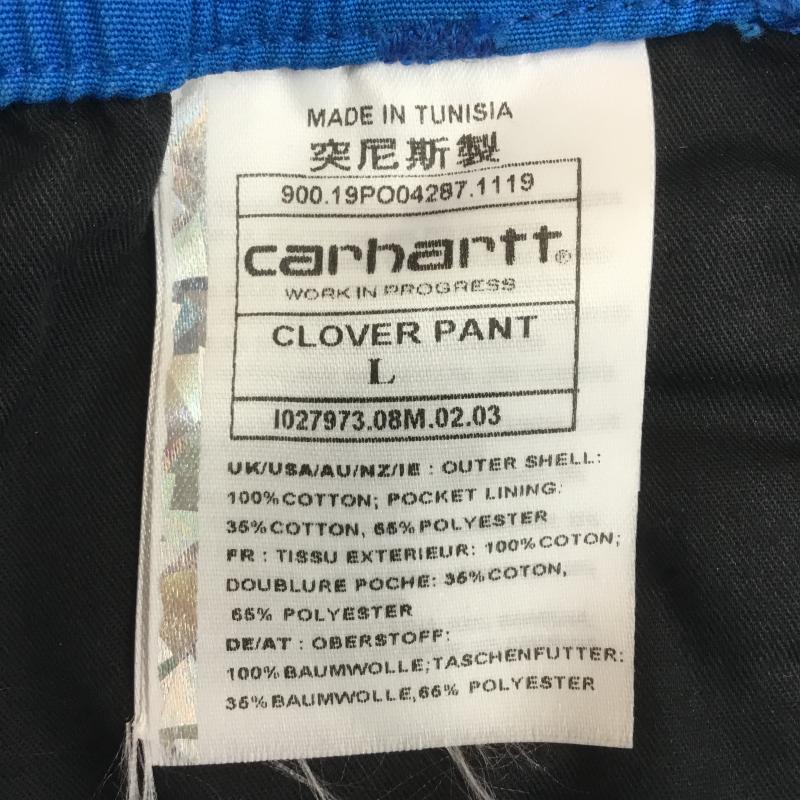 MADE IN TUNISIA
突尼斯製
900.19PO04287.1119
carhartt®
WORK IN PROGRESS
CLOVER PANT
L
I027973.08M.02.03
UK/USA/AU/NZ/IE : OUTER SHELL:
100%COTTON; POCKET LINING:
35%COTTON, 65%POLYESTER
FR : TISSU EXTERIEUR: 100%COTON;
DOUBLURE POCHE: 35%COTON,
65% POLYESTER
DE/AT : OBERSTOFF:
100%BAUMWOLLE;TASCHENFUTTER:
35%BAUMWOLLE,65% POLYESTER